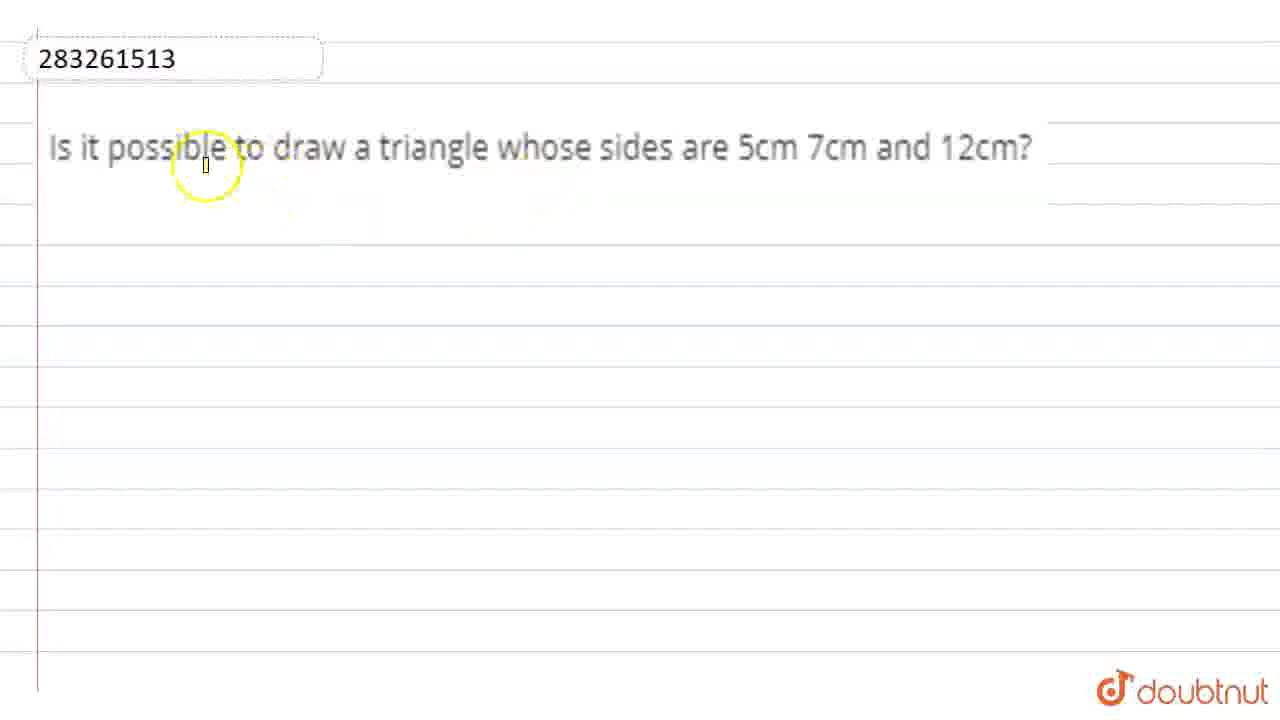 283261513
Is it possible to draw a triangle whose sides are 5cm 7cm and 12cm?
doubtnut